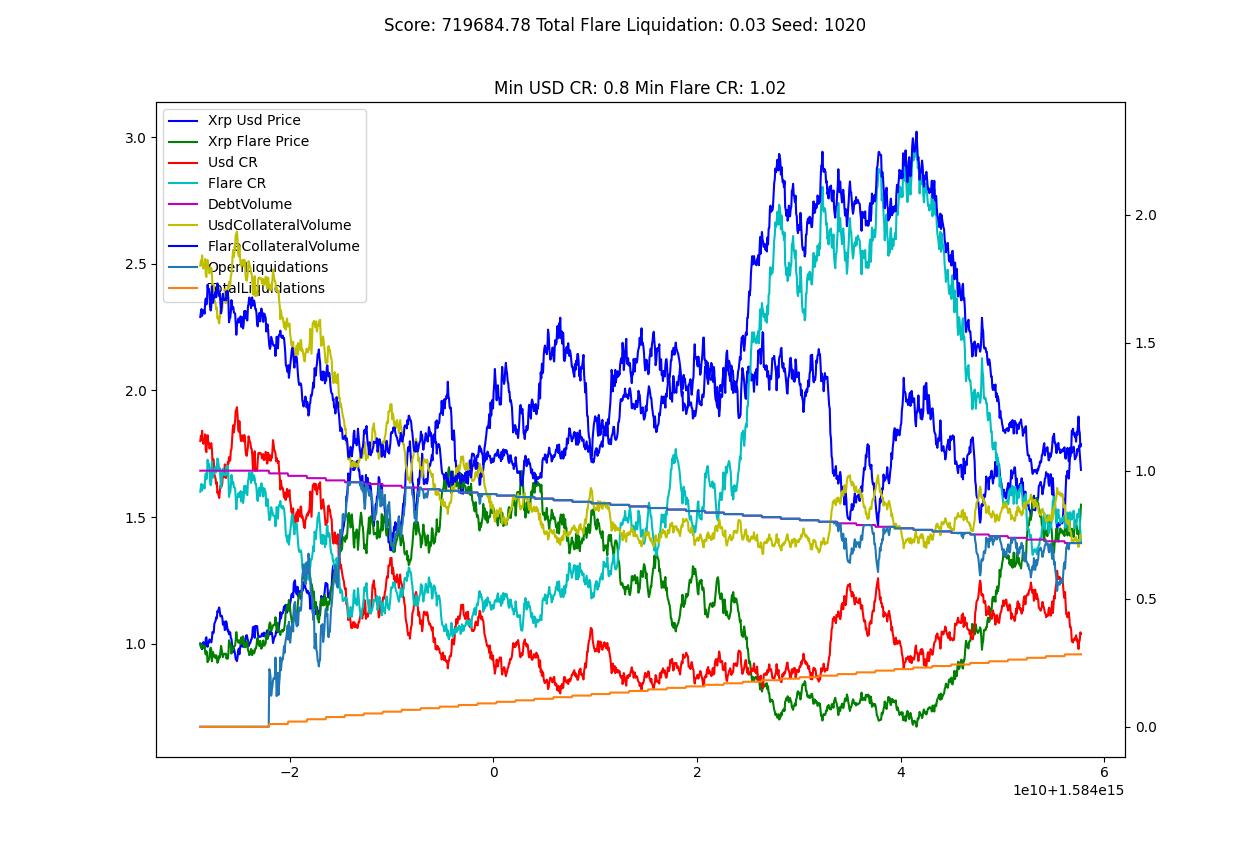 Score: 719684.78 Total Flare Liquidation: 0.03 Seed: 1020
Min USD CR: 0.8 Min Flare CR: 1.02
Xrp Usd Price
Xrp Flare Price
Usd CR
Flare CR
DebtVolume
UsdCollateralVolume
FlareCollateralVolume
OpenLiquidations
TotalLiquidations
3.0
2.5
2.0
1.5
1.0
2.0
1.5
1.0
0.5
0.0
−2
0
2
4
6
1e10+1.584e15